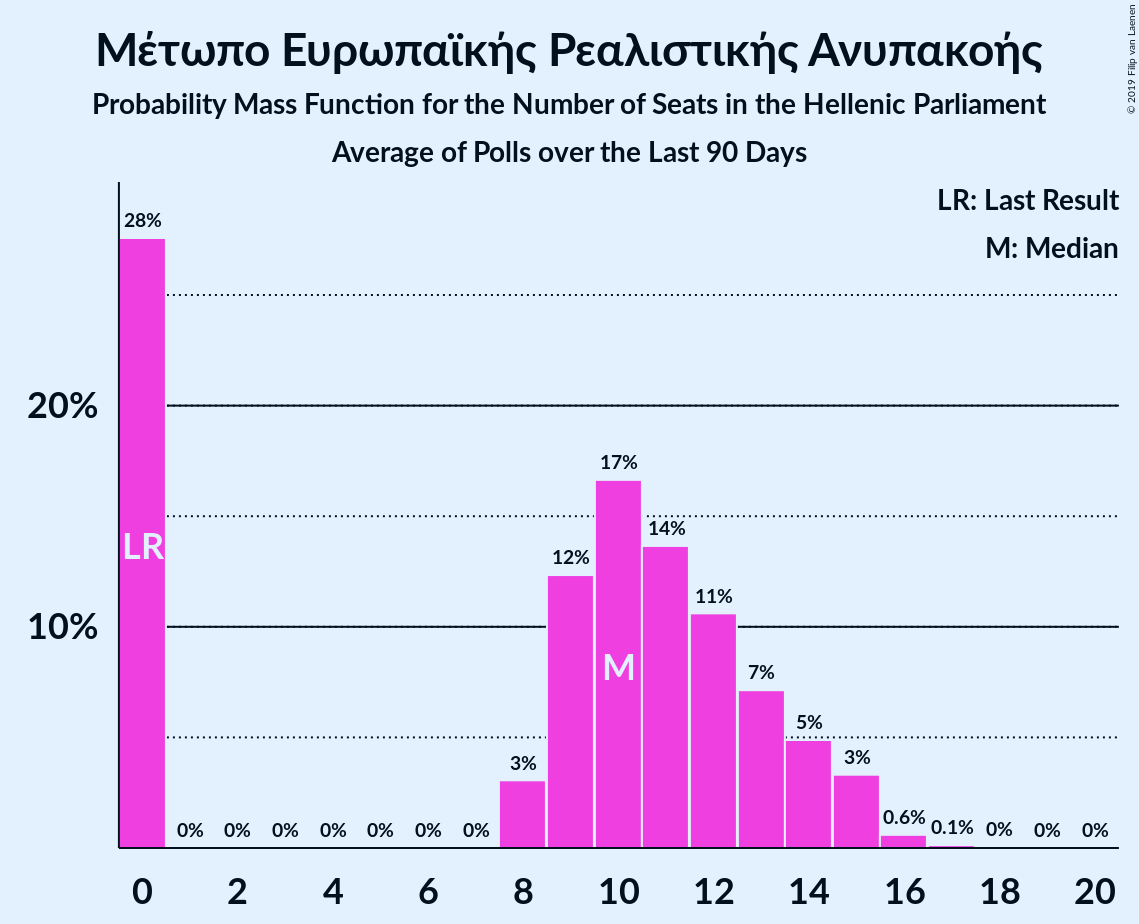 Μέτωπο Ευρωπαϊκής Ρεαλιστικής Ανυπακοής
Probability Mass Function for the Number of Seats in the Hellenic Parliament
Average of Polls over the Last 90 Days
© 2019 Filip van Laenen
LR: Last Result
M: Median
28%
20%
17%
14%
LR
12%
11%
10%
M
7%
5%
3%
3%
0% 0% 0% 0% 0% 0% 0% 0.6% 0.1% 0% 0% 0%
0 2 4 6 8 10 12 14 16 18 20